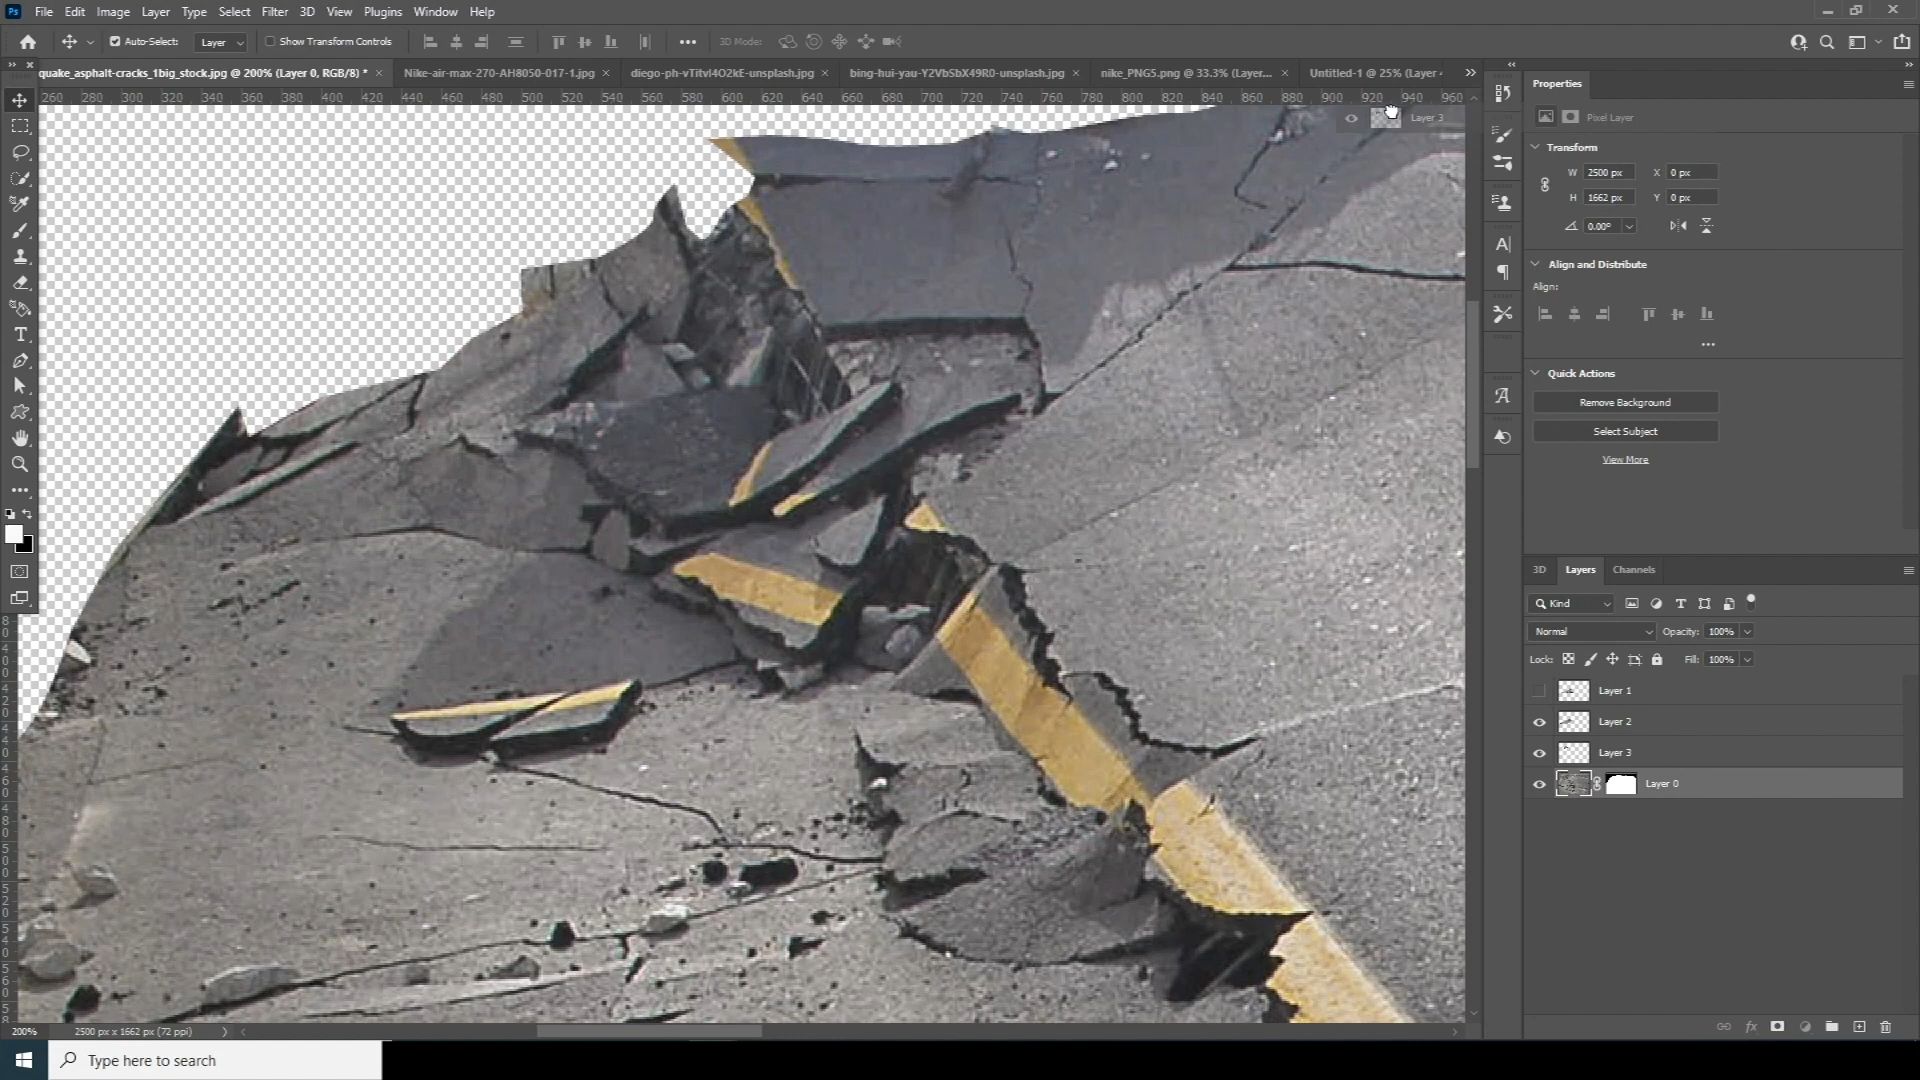 Ps File Edit Image Layer Type Select Filter 3D View Plugins Window Help
Auto-Select: Layer Show Transform Controls 3D Mode:
quake_asphalt-cracks_1big_stock.jpg @ 200% (Layer 0, RGB/8) * × Nike-air-max-270-AH8050-017-1.jpg × diego-ph-vTitvl4O2kE-unsplash.jpg × bing-hui-yau-Y2VbSbX49R0-unsplash.jpg × nike_PNG5.png @ 33.3% (Layer... × Untitled-1 @ 25% (Layer
260 280 300 320 340 360 380 400 420 440 460 480 500 520 540 560 580 600 620 640 660 680 700 720 740 760 780 800 820 840 860 880 900 920 940 960
Layer 3
Properties
Pixel Layer
Transform
W 2500 px X 0 px
H 1662 px Y 0 px
0.00°
Align and Distribute
Align:
Quick Actions
Remove Background
Select Subject
View More
3D Layers Channels
Kind
Normal Opacity: 100%
Lock: Fill: 100%
Layer 1
Layer 2
Layer 3
Layer 0
200% 2500 px x 1662 px (72 ppi)
Type here to search